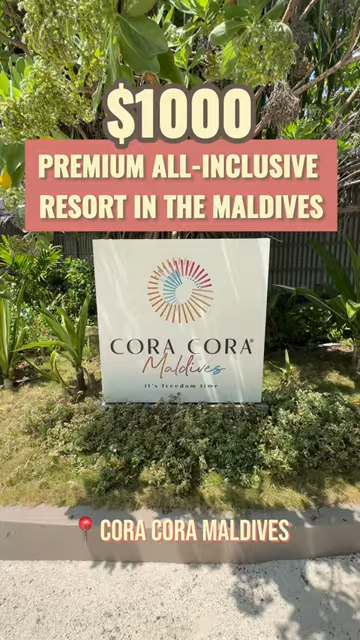 $1000
PREMIUM ALL-INCLUSIVE
RESORT IN THE MALDIVES
CORA CORA®
Maldives
It's freedom time
CORA CORA MALDIVES